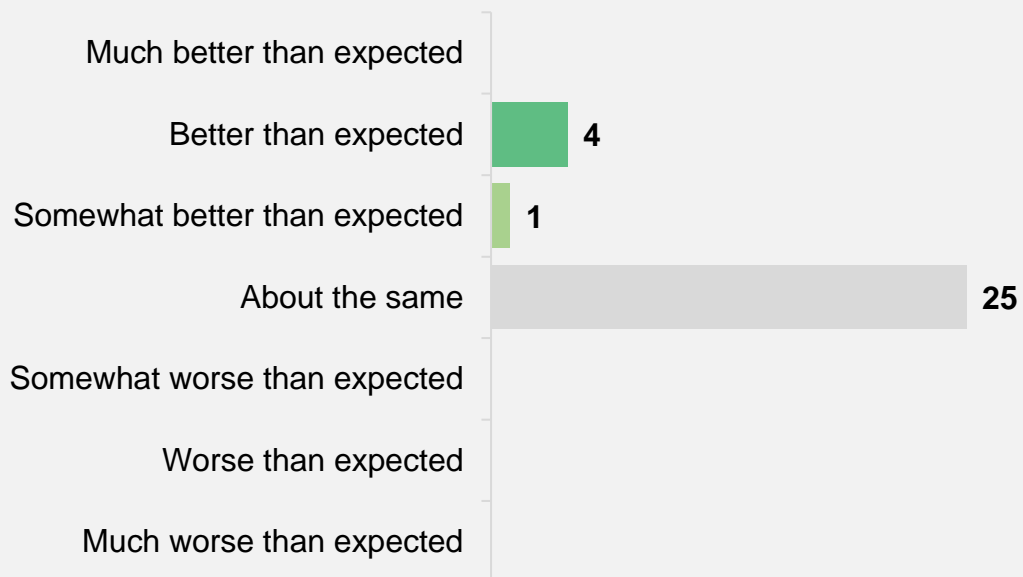 Much better than expected
Better than expected 4
Somewhat better than expected 1
About the same 25
Somewhat worse than expected
Worse than expected
Much worse than expected